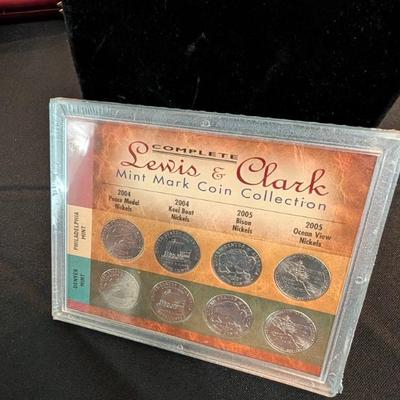 COMPLETE
Lewis & Clark
Mint Mark Coin Collection
2004
Peace Medal
Nickels
2004
Keel Boat
Nickels
2005
Bison
Nickels
2005
Ocean View
Nickels
PHILADELPHIA
MINT
DENVER
MINT